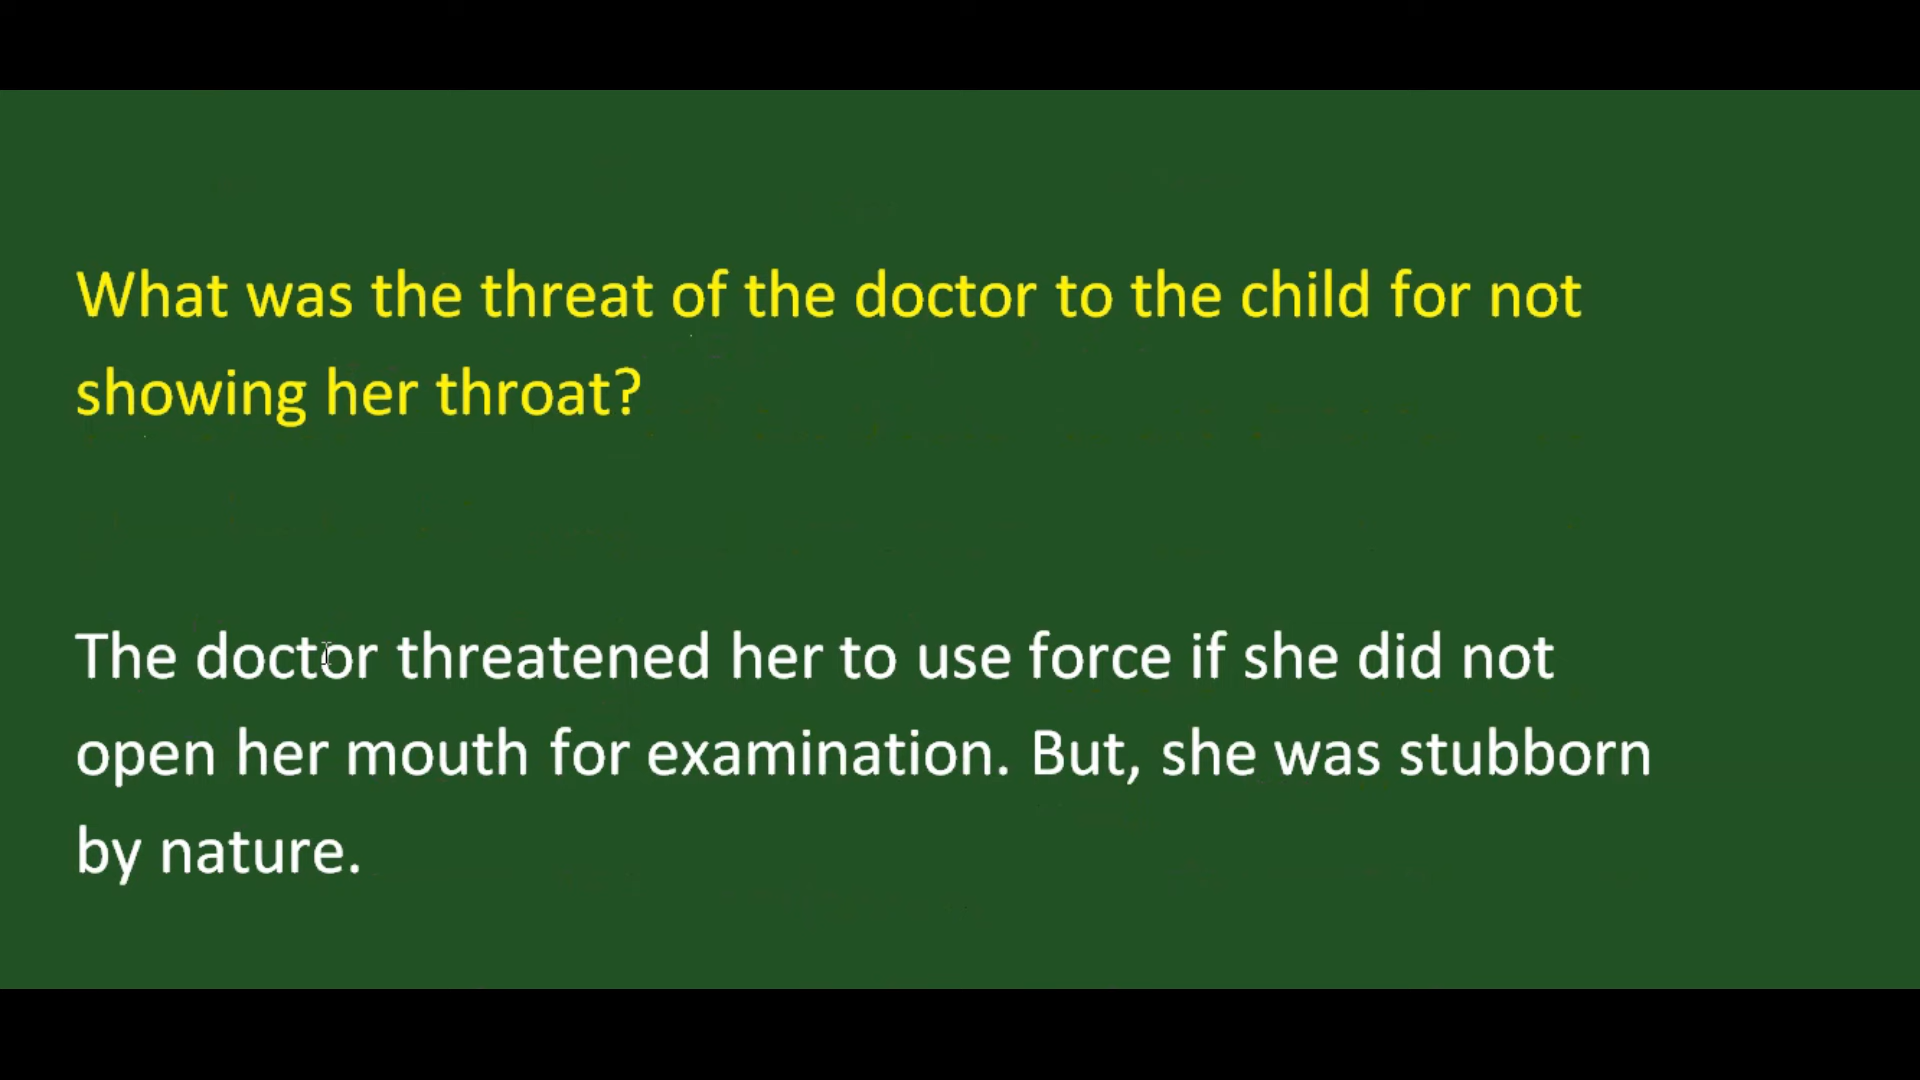 What was the threat of the doctor to the child for not
showing her throat?
The doctor threatened her to use force if she did not
open her mouth for examination. But, she was stubborn
by nature.